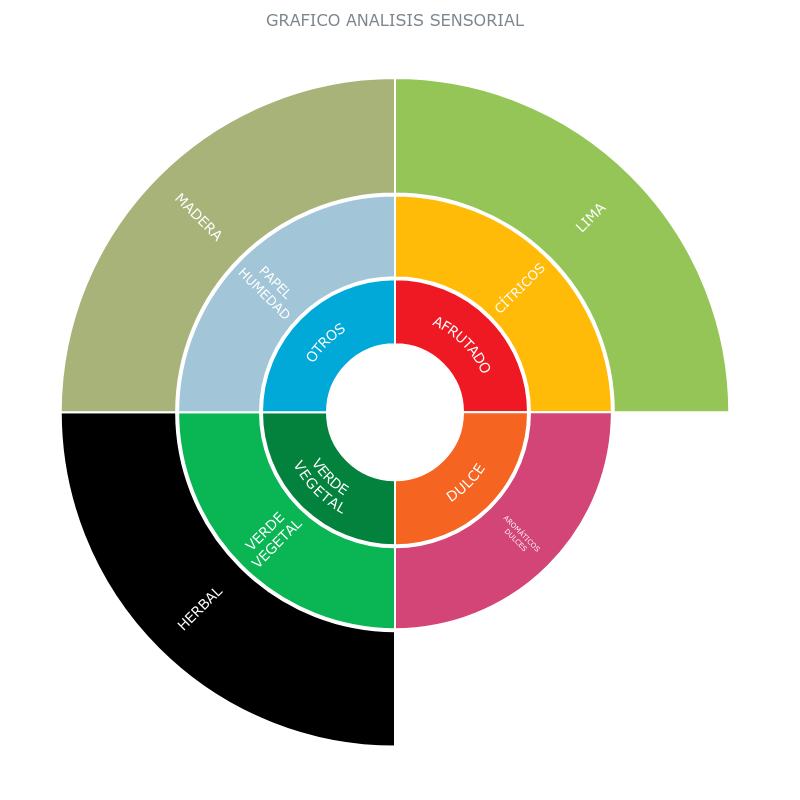 GRAFICO ANALISIS SENSORIAL
MADERA
LIMA
PAPEL
HUMEDAD
CÍTRICOS
OTROS
AFRUTADO
VERDE
VEGETAL
DULCE
VERDE
VEGETAL
AROMÁTICOS
DULCES
HERBAL